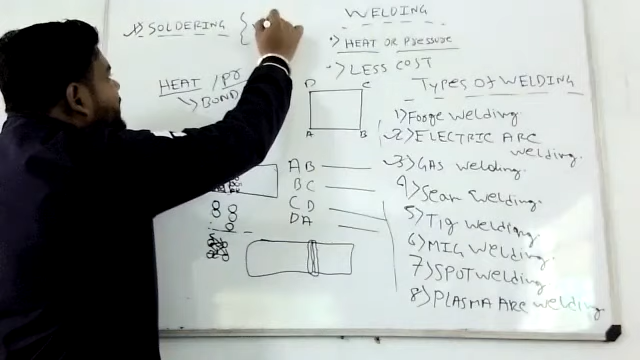 1) SOLDERING {
HEAT / Pr
↳ BOND
WELDING
·) HEAT OR PRESSURE
·) LESS COST
D C
A B
AB
BC
CD
DA
Types of WELDING
1) Forge welding
2) ELECTRIC ARC
welding.
3) GAS welding.
4) Seam welding.
5) Tig welding
6) MIG welding.
7) SPOT welding
8) PLASMA ARC welding